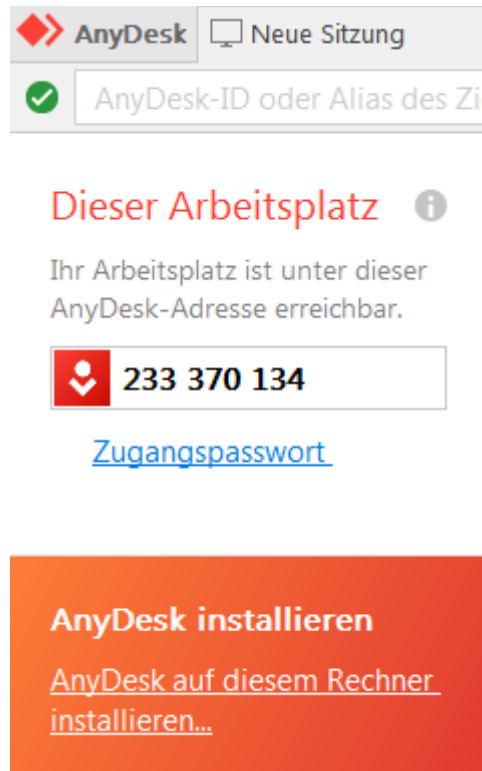 AnyDesk Neue Sitzung
AnyDesk-ID oder Alias des Zi
Dieser Arbeitsplatz
Ihr Arbeitsplatz ist unter dieser
AnyDesk-Adresse erreichbar.
233 370 134
Zugangspasswort
AnyDesk installieren
AnyDesk auf diesem Rechner
installieren...